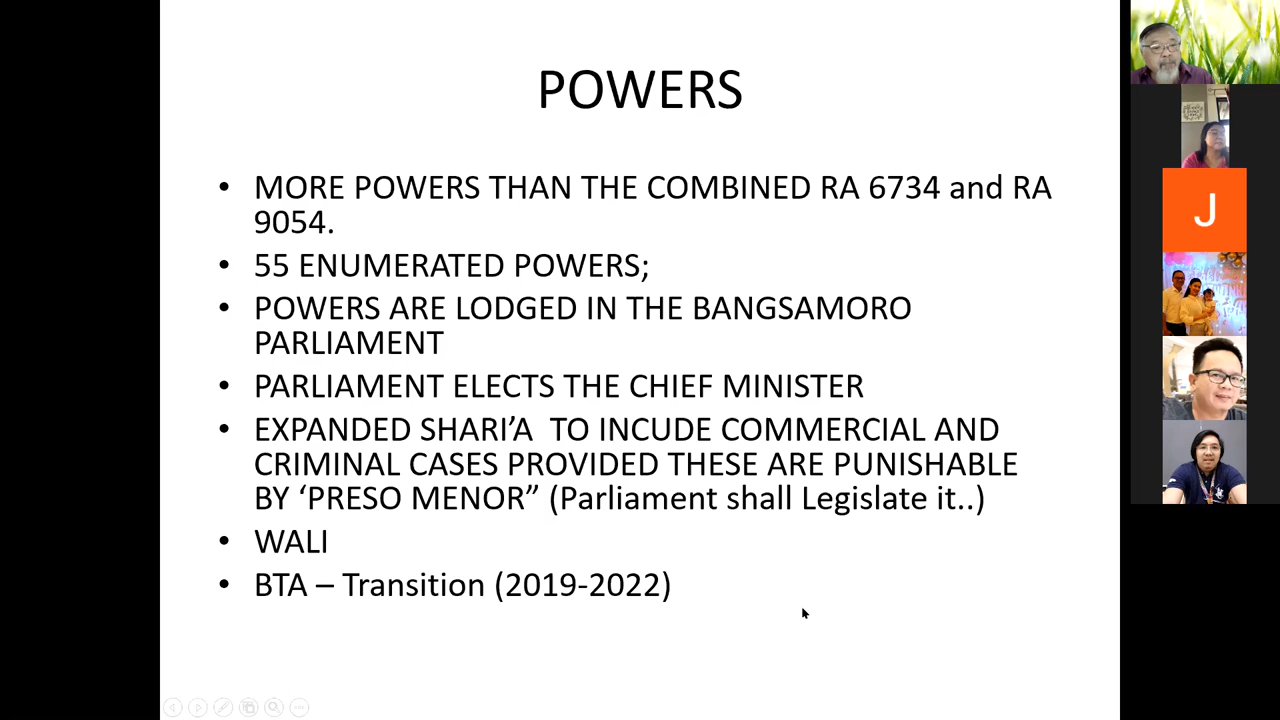 POWERS
• MORE POWERS THAN THE COMBINED RA 6734 and RA
9054.
• 55 ENUMERATED POWERS;
• POWERS ARE LODGED IN THE BANGSAMORO
PARLIAMENT
• PARLIAMENT ELECTS THE CHIEF MINISTER
• EXPANDED SHARI’A  TO INCUDE COMMERCIAL AND
CRIMINAL CASES PROVIDED THESE ARE PUNISHABLE
BY ‘PRESO MENOR” (Parliament shall Legislate it..)
• WALI
• BTA – Transition (2019-2022)
J